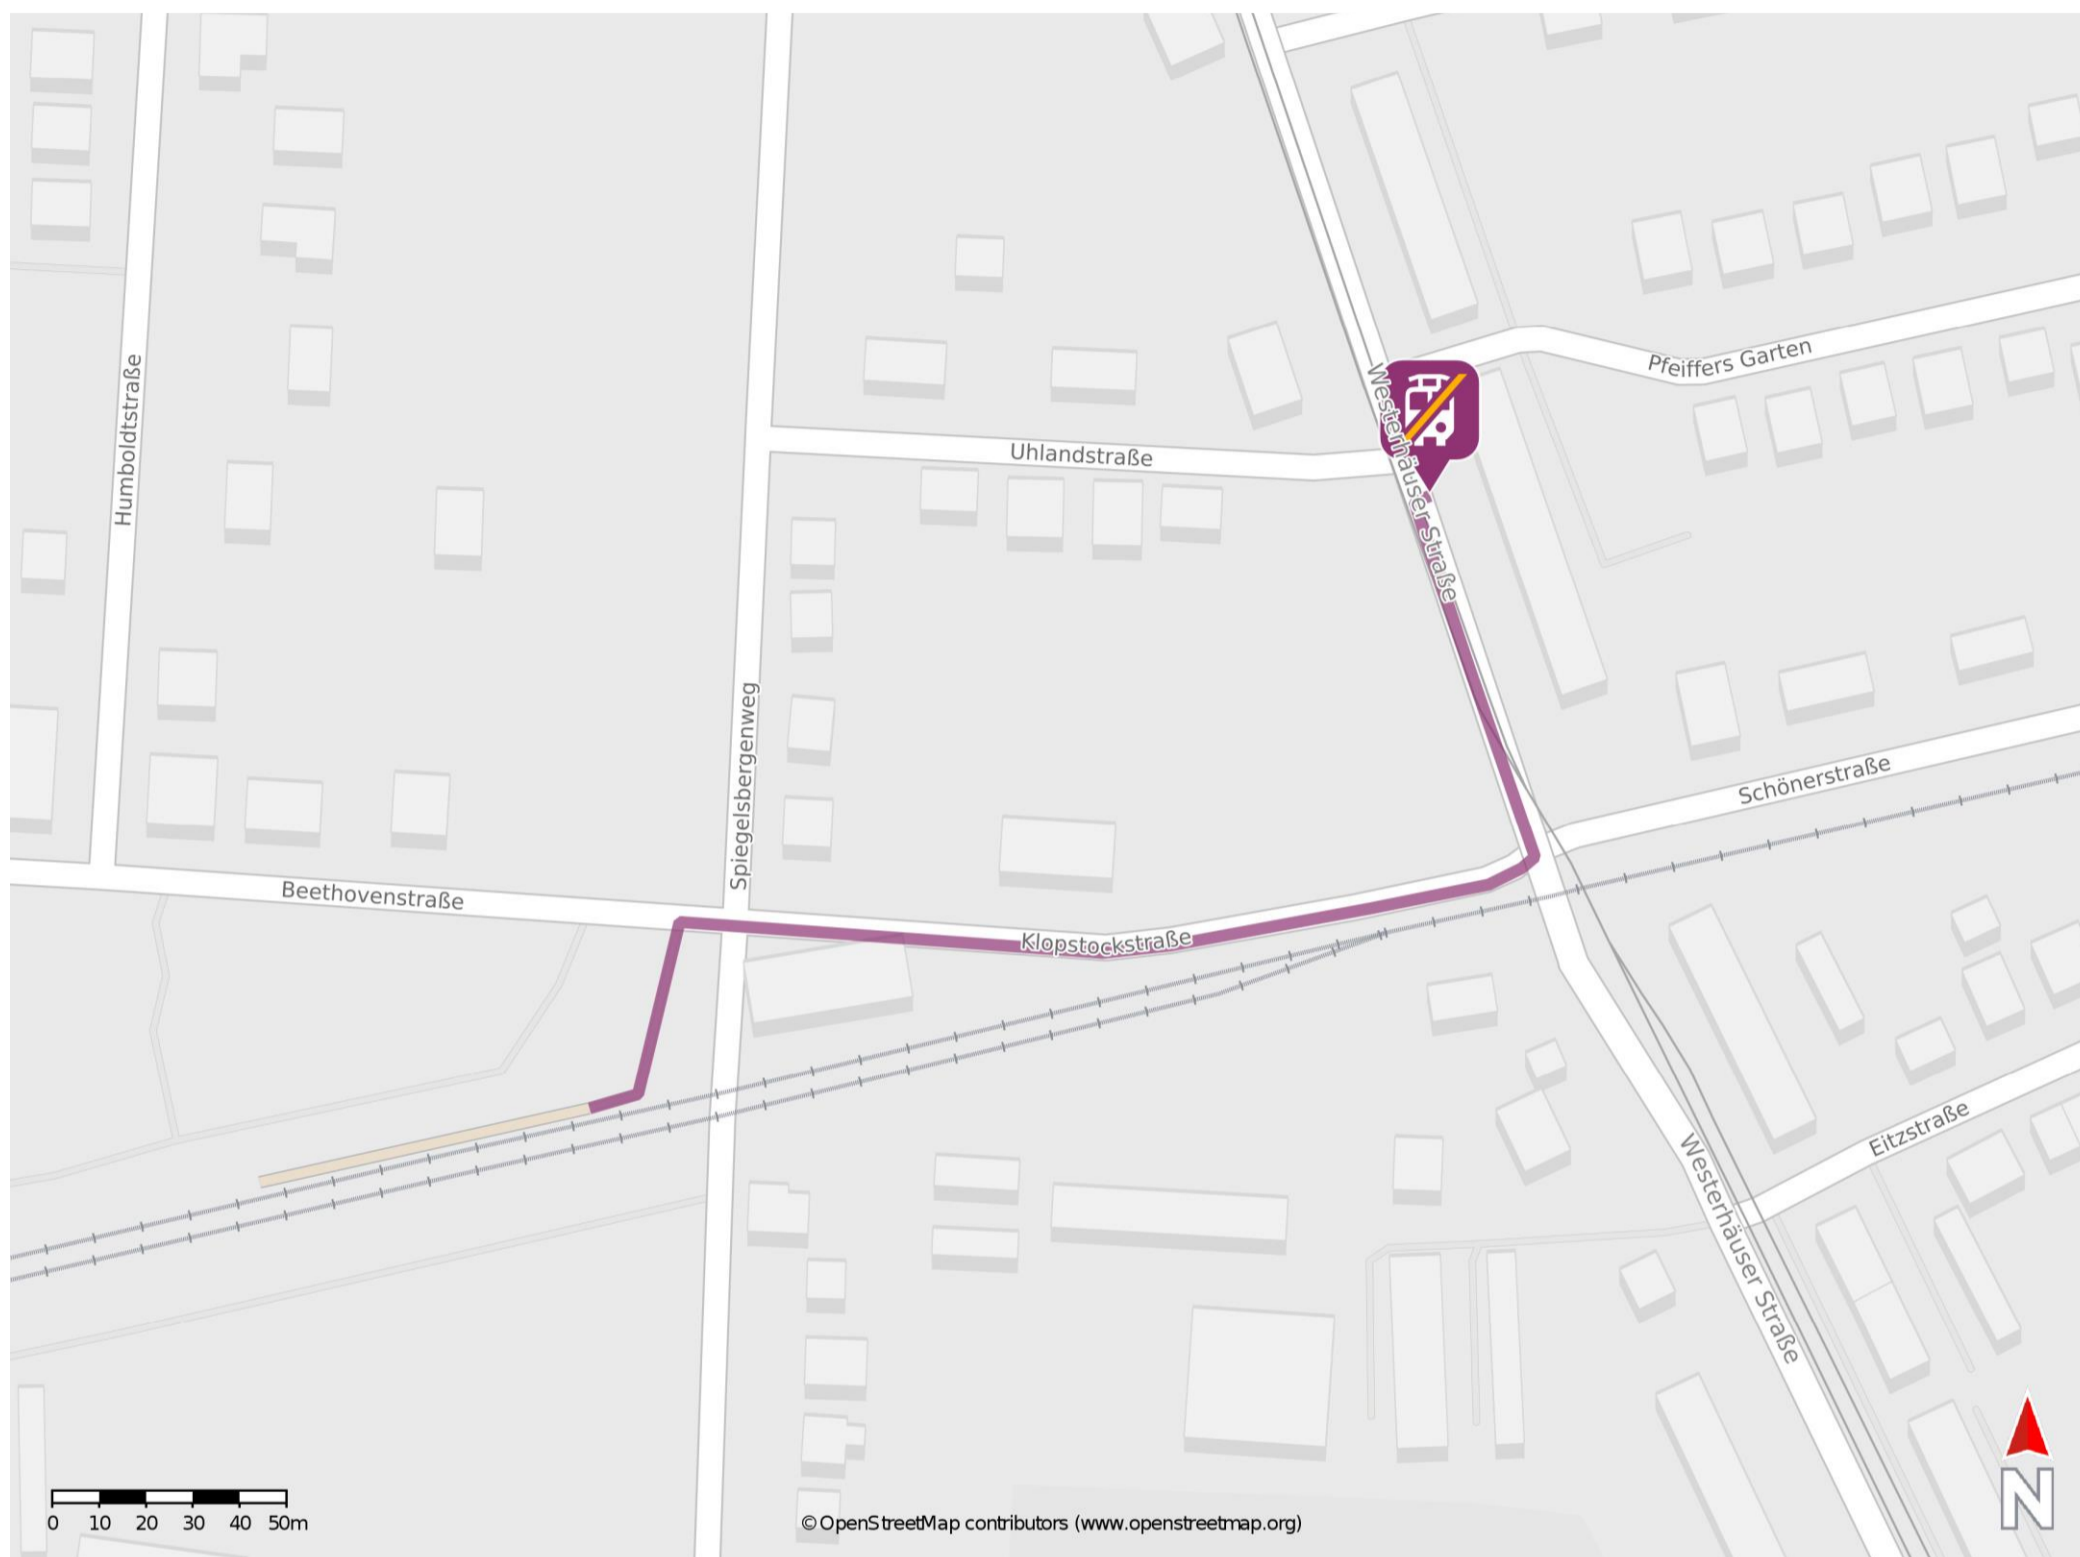 Humboldtstraße
Pfeiffers Garten
Westerhäuser Straße
Uhlandstraße
Spiegelsbergenweg
Schönerstraße
Beethovenstraße
Klopstockstraße
Eitzstraße
Westerhäuser Straße
N
0 10 20 30 40 50m
© OpenStreetMap contributors (www.openstreetmap.org)